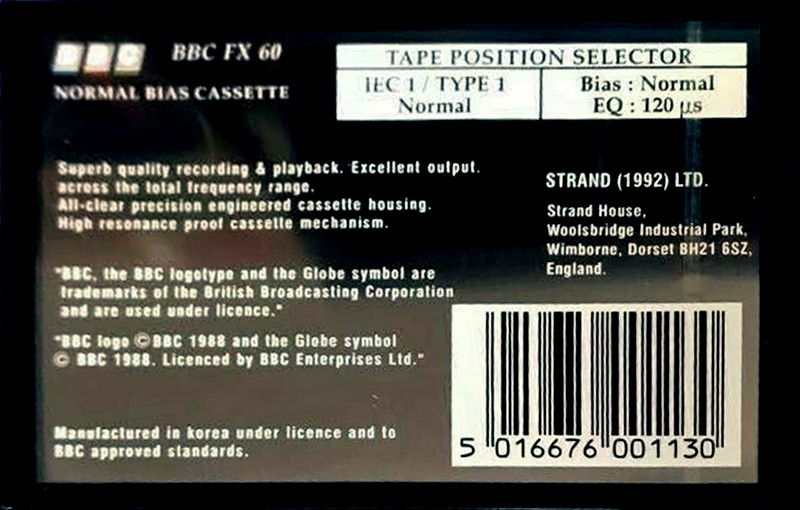 BBC BBC FX 60
NORMAL BIAS CASSETTE
TAPE POSITION SELECTOR
IEC 1 / TYPE 1
Normal
Bias : Normal
EQ : 120 µs
Superb quality recording & playback. Excellent output.
across the total frequency range.
All-clear precision engineered cassette housing.
High resonance proof cassette mechanism.
STRAND (1992) LTD.
Strand House,
Woolsbridge Industrial Park,
Wimborne, Dorset BH21 6SZ,
England.
"BBC, the BBC logotype and the Globe symbol are
trademarks of the British Broadcasting Corporation
and are used under licence."
"BBC logo ©BBC 1988 and the Globe symbol
© BBC 1988. Licenced by BBC Enterprises Ltd."
Manufactured in korea under licence and to
BBC approved standards.
5 016676 001130